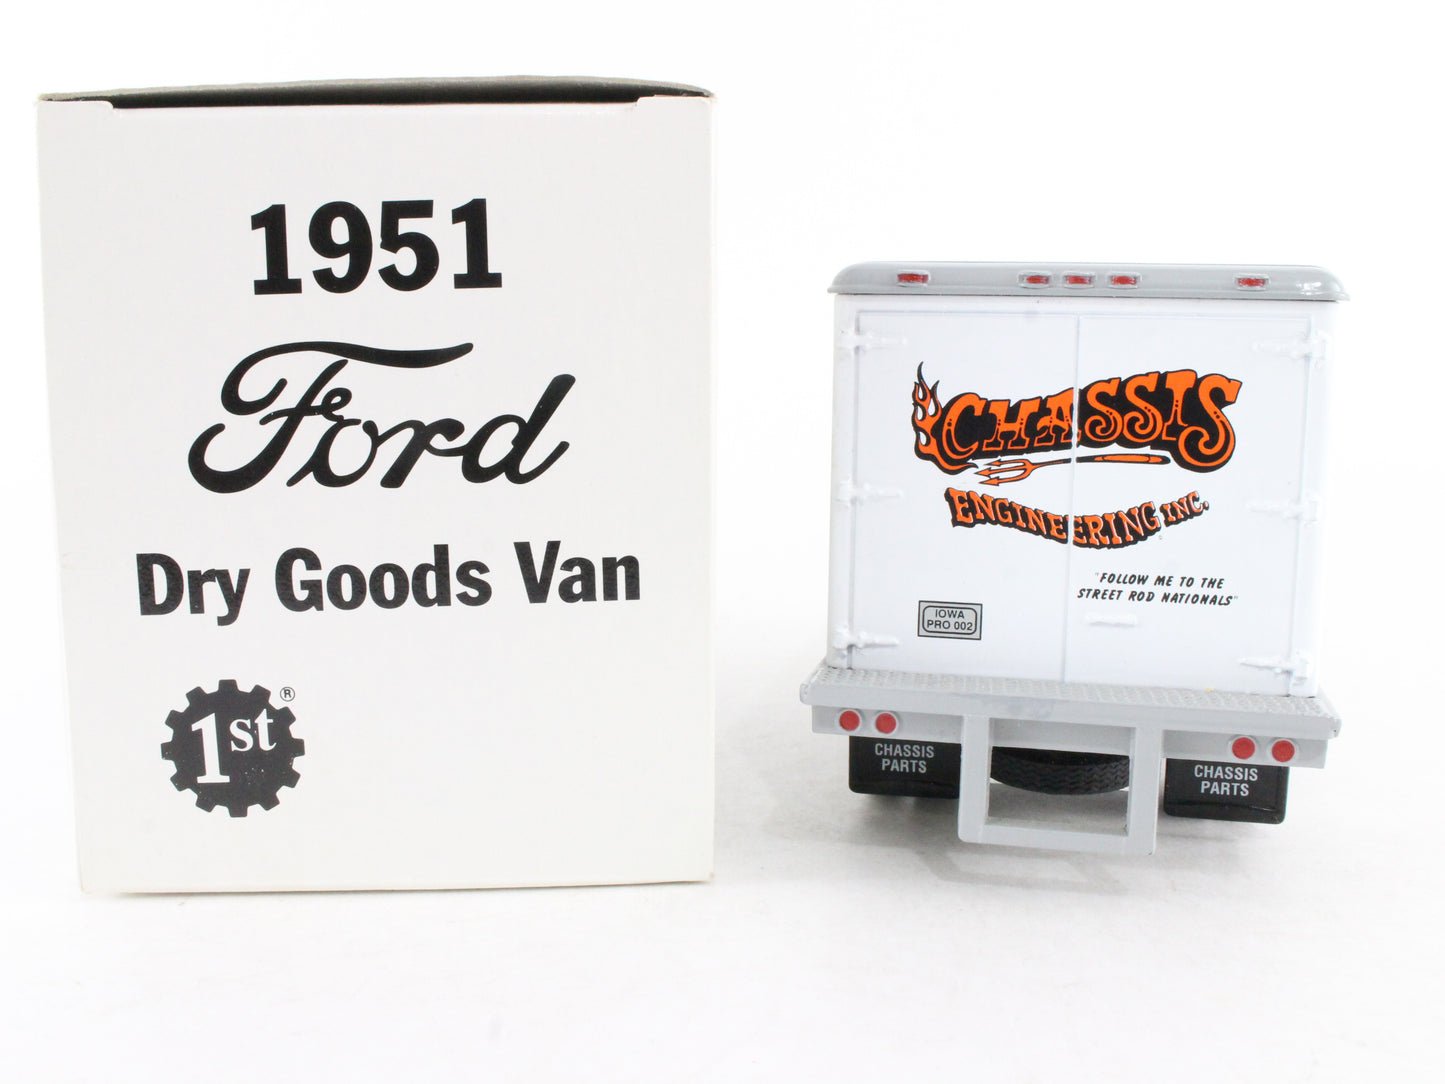 1951
Ford
Dry Goods Van
1st®
CHASSIS
ENGINEERING INC.
"FOLLOW ME TO THE
STREET ROD NATIONALS"
IOWA
PRO 002
CHASSIS
PARTS
CHASSIS
PARTS